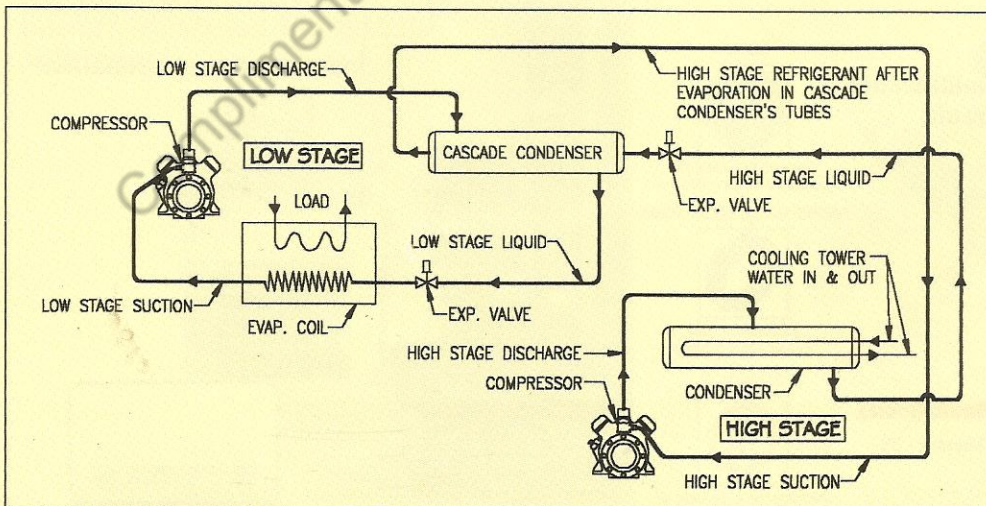 Compliment
LOW STAGE DISCHARGE
HIGH STAGE REFRIGERANT AFTER
EVAPORATION IN CASCADE
CONDENSER'S TUBES
COMPRESSOR
LOW STAGE
CASCADE CONDENSER
HIGH STAGE LIQUID
EXP. VALVE
LOAD
LOW STAGE LIQUID
COOLING TOWER
WATER IN & OUT
LOW STAGE SUCTION
EVAP. COIL
EXP. VALVE
HIGH STAGE DISCHARGE
COMPRESSOR
CONDENSER
HIGH STAGE
HIGH STAGE SUCTION